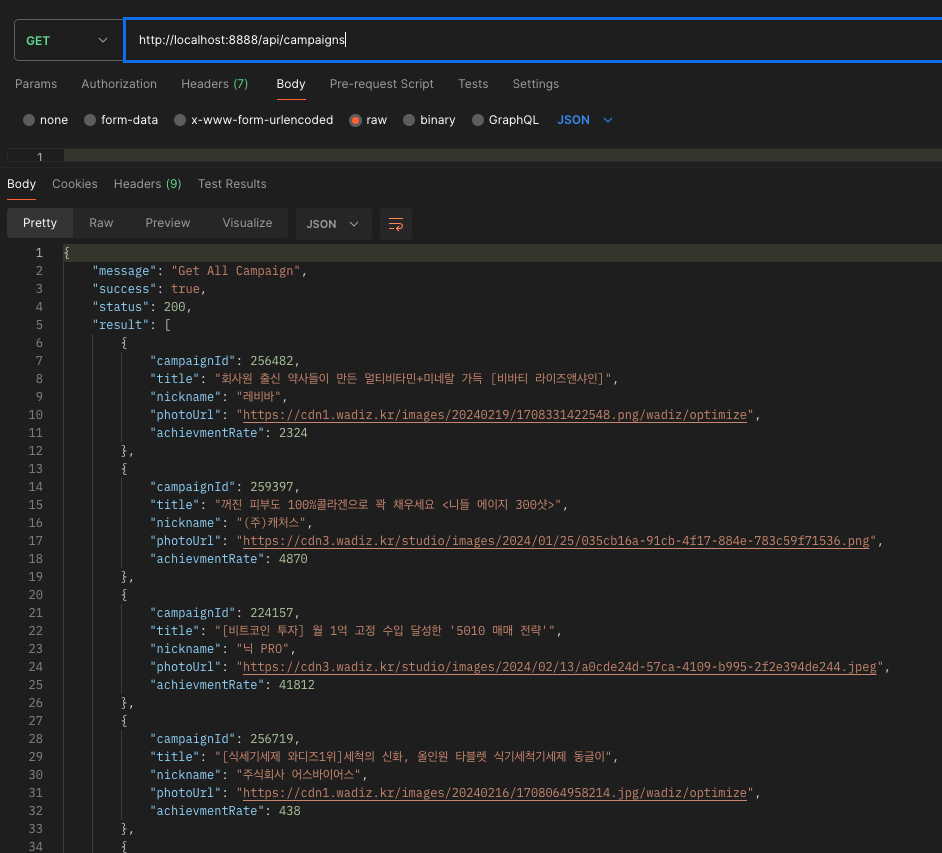 GET http://localhost:8888/api/campaigns
Params Authorization Headers (7) Body Pre-request Script Tests Settings
none form-data x-www-form-urlencoded raw binary GraphQL JSON
1
Body Cookies Headers (9) Test Results
Pretty Raw Preview Visualize JSON
1 {
2 "message": "Get All Campaign",
3 "success": true,
4 "status": 200,
5 "result": [
6 {
7 "campaignId": 256482,
8 "title": "회사원 출신 약사들이 만든 멀티비타민+미네랄 가득 [비바티 라이즈앤샤인]",
9 "nickname": "레비바",
10 "photoUrl": "https://cdn1.wadiz.kr/images/20240219/1708331422548.png/wadiz/optimize",
11 "achievmentRate": 2324
12 },
13 {
14 "campaignId": 259397,
15 "title": "꺼진 피부도 100%콜라겐으로 꽉 채우세요 <니들 에이지 300샷>",
16 "nickname": "(주)캐처스",
17 "photoUrl": "https://cdn3.wadiz.kr/studio/images/2024/01/25/035cb16a-91cb-4f17-884e-783c59f71536.png",
18 "achievmentRate": 4870
19 },
20 {
21 "campaignId": 224157,
22 "title": "[비트코인 투자] 월 1억 고정 수입 달성한 '5010 매매 전략'",
23 "nickname": "닉 PRO",
24 "photoUrl": "https://cdn3.wadiz.kr/studio/images/2024/02/13/a0cde24d-57ca-4109-b995-2f2e394de244.jpeg",
25 "achievmentRate": 41812
26 },
27 {
28 "campaignId": 256719,
29 "title": "[식세기세제 와디즈1위]세척의 신화, 올인원 타블렛 식기세척기세제 동글이",
30 "nickname": "주식회사 어스바이어스",
31 "photoUrl": "https://cdn1.wadiz.kr/images/20240216/1708064958214.jpg/wadiz/optimize",
32 "achievmentRate": 438
33 },
34 {